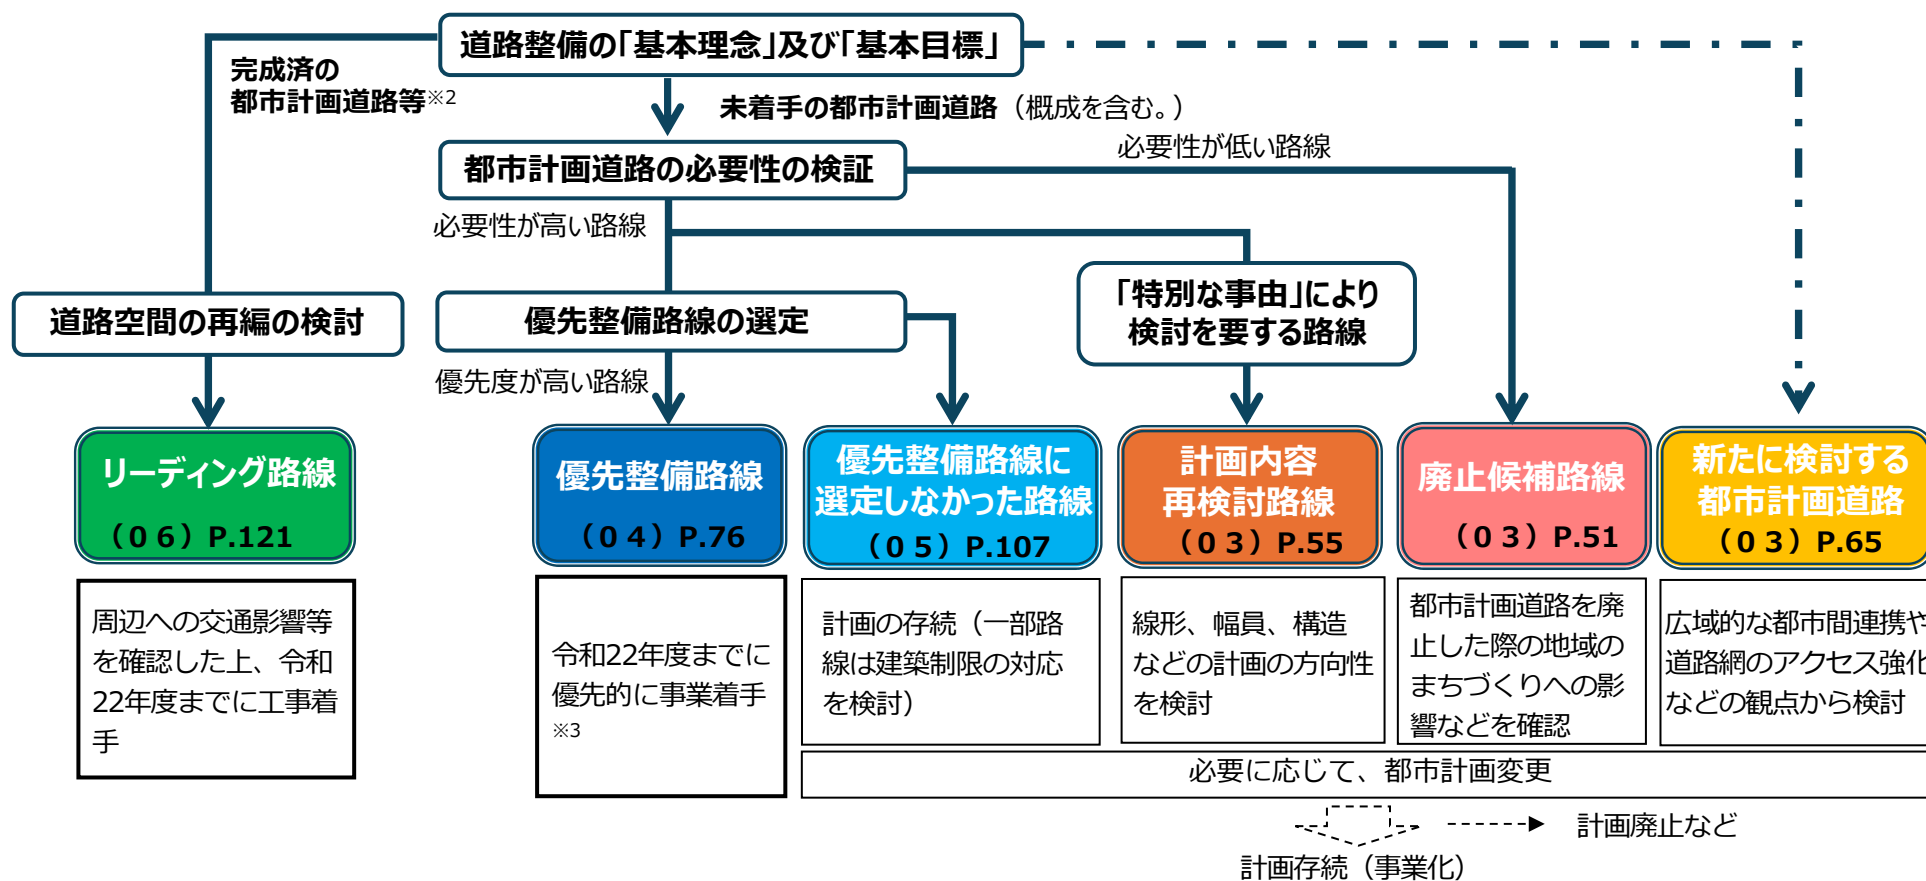 道路整備の「基本理念」及び「基本目標」
完成済の
都市計画道路等※2
未着手の都市計画道路（概成を含む。）
都市計画道路の必要性の検証
必要性が低い路線
必要性が高い路線
道路空間の再編の検討
優先整備路線の選定
「特別な事由」により
検討を要する路線
優先度が高い路線
リーディング路線
（０６）P.121
優先整備路線
（０４）P.76
優先整備路線に
選定しなかった路線
（０５）P.107
計画内容
再検討路線
（０３）P.55
廃止候補路線
（０３）P.51
新たに検討する
都市計画道路
（０３）P.65
周辺への交通影響等
を確認した上、令和
22年度までに工事着
手
令和22年度までに
優先的に事業着手
※3
計画の存続（一部路
線は建築制限の対応
を検討）
線形、幅員、構造
などの計画の方向性
を検討
都市計画道路を廃
止した際の地域の
まちづくりへの影
響などを確認
広域的な都市間連携や
道路網のアクセス強化
などの観点から検討
必要に応じて、都市計画変更
計画廃止など
計画存続（事業化）